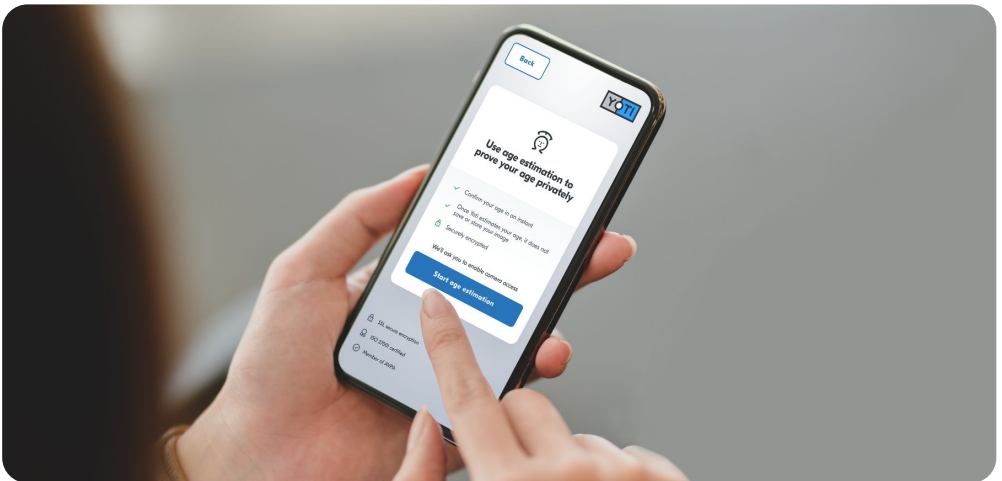 Back
YOTI
Use age estimation to
prove your age privately
Confirm your age in an instant
Once Yoti estimates your age, it does not
save or store your image
Securely encrypted
We'll ask you to enable camera access
Start age estimation
SSL secure encryption
ISO 27001 certified
Member of AVPA